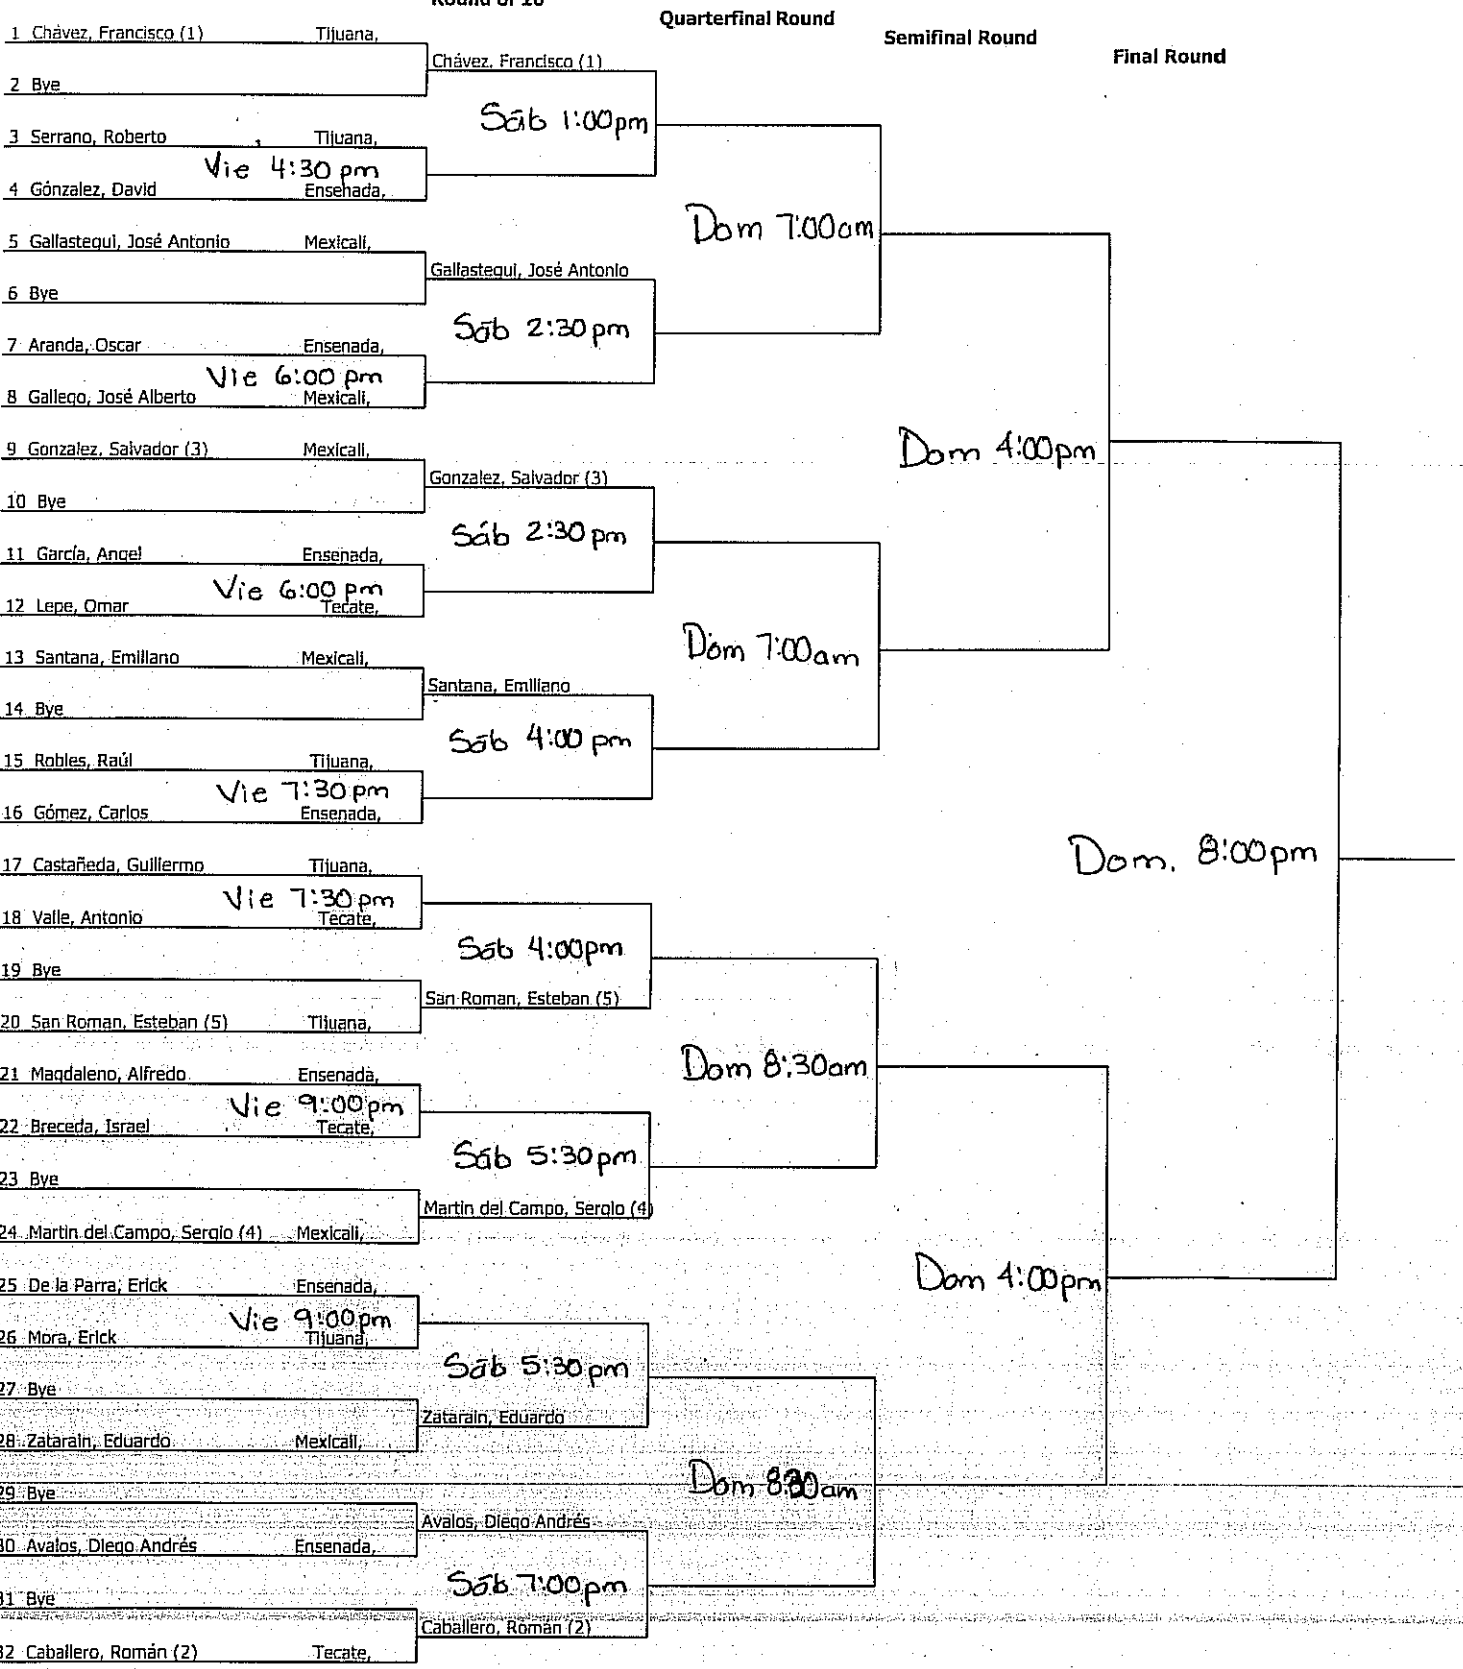 Round of 16
Quarterfinal Round
Semifinal Round
Final Round
1 Chávez, Francisco (1) Tijuana,
Chávez, Francisco (1)
2 Bye
Sáb 1:00pm
3 Serrano, Roberto , Tijuana,
Vie 4:30 pm
4 Gónzalez, David Ensenada,
Dom 7:00am
5 Gallastegui, José Antonio Mexicali,
Gallastegui, José Antonio
6 Bye
Sáb 2:30pm
7 Aranda, Oscar Ensenada,
Vie 6:00 pm
8 Gallego, José Alberto Mexicali,
Dom 4:00pm
9 Gonzalez, Salvador (3) Mexicali,
Gonzalez, Salvador (3)
10 Bye
Sáb 2:30pm
11 García, Angel Ensenada,
Vie 6:00 pm
12 Lepe, Omar Tecate,
Dom 7:00am
13 Santana, Emiliano Mexicali,
Santana, Emiliano
14 Bye
Sáb 4:00 pm
15 Robles, Raúl Tijuana,
Vie 7:30pm
16 Gómez, Carlos Ensenada,
Dom. 8:00pm
17 Castañeda, Guillermo Tijuana,
Vie 7:30pm
18 Valle, Antonio Tecate,
Sáb 4:00pm
19 Bye
San Roman, Esteban (5)
20 San Roman, Esteban (5) Tijuana,
Dom 8:30am
21 Magdaleno, Alfredo Ensenada,
Vie 9:00pm
22 Breceda, Israel Tecate,
Sáb 5:30pm
23 Bye
Martin del Campo, Sergio (4)
24 Martin del Campo, Sergio (4) Mexicali,
Dom 4:00pm
25 De la Parra, Erick Ensenada,
Vie 9:00pm
26 Mora, Erick Tijuana,
Sáb 5:30pm
27 Bye
Zatarain, Eduardo
28 Zatarain, Eduardo Mexicali,
Dom 8:30am
29 Bye
Avalos, Diego Andrés
30 Avalos, Diego Andrés Ensenada,
Sáb 7:00pm
31 Bye
Caballero, Román (2)
32 Caballero, Román (2) Tecate,